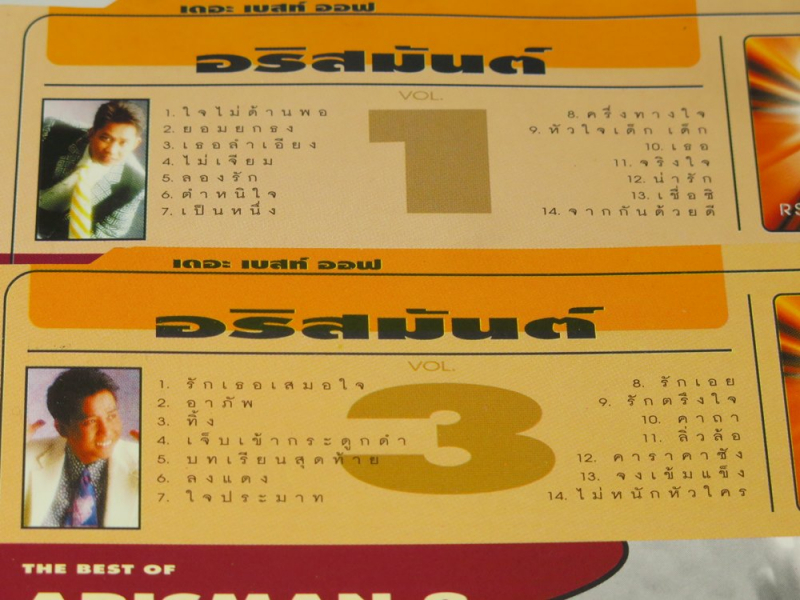 เดอะ เบสท์ ออฟ
อริสมันต์
VOL.
1
1. ใจไม่ด้านพอ
2. ยอมยกธง
3. เธอลำเอียง
4. ไม่เจียม
5. ลองรัก
6. ตำหนิใจ
7. เป็นหนึ่ง
8. ครึ่งทางใจ
9. หัวใจเด็ก เด็ก
10. เธอ
11. จริงใจ
12. น่ารัก
13. เชื่อซิ
14. จากกันด้วยดี
RS
เดอะ เบสท์ ออฟ
อริสมันต์
VOL.
3
1. รักเธอเสมอใจ
2. อาภัพ
3. ทิ้ง
4. เจ็บเข้ากระดูกดำ
5. บทเรียนสุดท้าย
6. ลงแดง
7. ใจประมาท
8. รักเอย
9. รักตรึงใจ
10. คาถา
11. ลิ่วล้อ
12. คาราคาซัง
13. จงเข้มแข็ง
14. ไม่หนักหัวใคร
THE BEST OF
ARISMAN